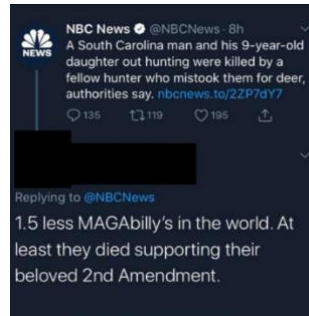 NBC News @NBCNews · 8h
NEWS
A South Carolina man and his 9-year-old
daughter out hunting were killed by a
fellow hunter who mistook them for deer,
authorities say. nbcnews.to/2ZP7dY7
135 119 195
Replying to @NBCNews
1.5 less MAGAbilly's in the world. At
least they died supporting their
beloved 2nd Amendment.